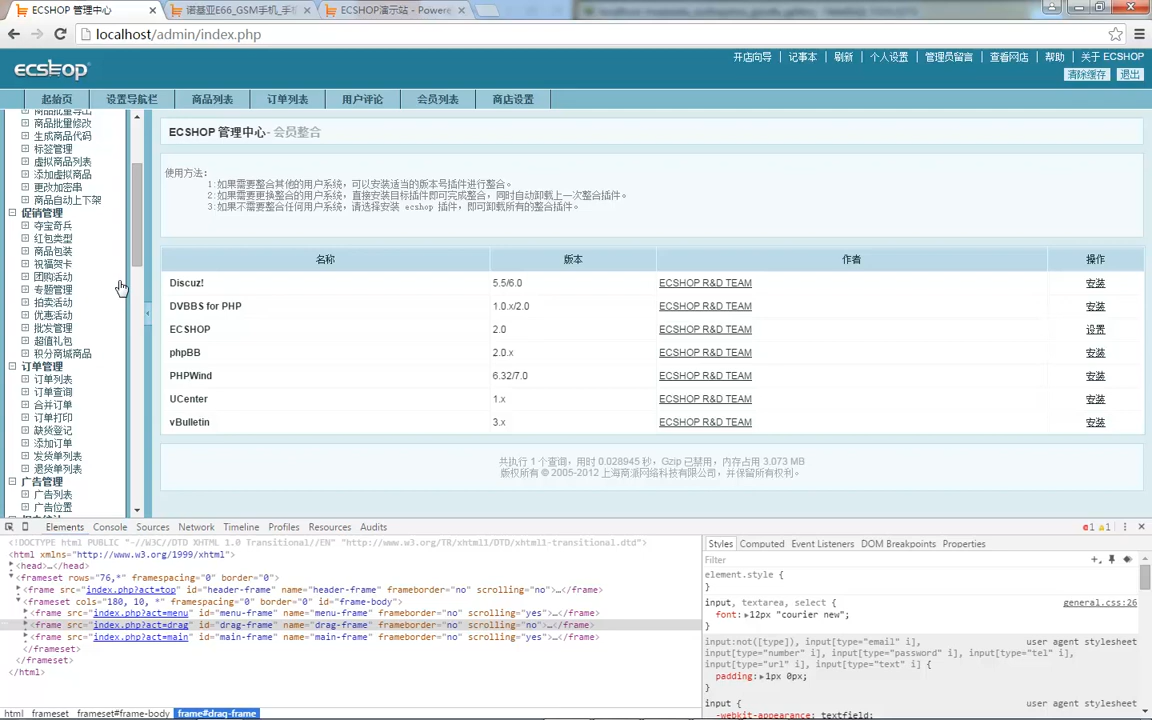 ECSHOP 管理中心
诺基亚E66_GSM手机_手机
ECSHOP演示站 - Powere
localhost/admin/index.php
ECSHOP
开店向导 记事本 刷新 个人设置 管理员留言 查看网店 帮助 关于 ECSHOP
清除缓存 退出
起始页 设置导航栏 商品列表 订单列表 用户评论 会员列表 商店设置
商品批量导出
商品批量修改
生成商品代码
标签管理
虚拟商品列表
添加虚拟商品
更改加密串
商品自动上下架
促销管理
夺宝奇兵
红包类型
商品包装
祝福贺卡
团购活动
专题管理
拍卖活动
优惠活动
批发管理
超值礼包
积分商城商品
订单管理
订单列表
订单查询
合并订单
订单打印
缺货登记
添加订单
发货单列表
退货单列表
广告管理
广告列表
广告位置
ECSHOP 管理中心 - 会员整合
使用方法:
1:如果需要整合其他的用户系统，可以安装适当的版本号插件进行整合。
2:如果需要更换整合的用户系统，直接安装目标插件即可完成整合，同时自动卸载上一次整合插件。
3:如果不需要整合任何用户系统，请选择安装 ecshop 插件，即可卸载所有的整合插件。
名称 版本 作者 操作
Discuz! 5.5/6.0 ECSHOP R&D TEAM 安装
DVBBS for PHP 1.0.x/2.0 ECSHOP R&D TEAM 安装
ECSHOP 2.0 ECSHOP R&D TEAM 设置
phpBB 2.0.x ECSHOP R&D TEAM 安装
PHPWind 6.32/7.0 ECSHOP R&D TEAM 安装
UCenter 1.x ECSHOP R&D TEAM 安装
vBulletin 3.x ECSHOP R&D TEAM 安装
共执行 1 个查询，用时 0.028945 秒，Gzip 已禁用，内存占用 3.073 MB
版权所有 © 2005-2012 上海商派网络科技有限公司，并保留所有权利。
Elements Console Sources Network Timeline Profiles Resources Audits 1 1
<!DOCTYPE html PUBLIC "-//W3C//DTD XHTML 1.0 Transitional//EN" "http://www.w3.org/TR/xhtml1/DTD/xhtml1-transitional.dtd">
<html xmlns="http://www.w3.org/1999/xhtml">
<head>…</head>
<frameset rows="76,*" framespacing="0" border="0">
<frame src="index.php?act=top" id="header-frame" name="header-frame" frameborder="no" scrolling="no">…</frame>
<frameset cols="180, 10, *" framespacing="0" border="0" id="frame-body">
<frame src="index.php?act=menu" id="menu-frame" name="menu-frame" frameborder="no" scrolling="yes">…</frame>
<frame src="index.php?act=drag" id="drag-frame" name="drag-frame" frameborder="no" scrolling="no">…</frame>
<frame src="index.php?act=main" id="main-frame" name="main-frame" frameborder="no" scrolling="yes">…</frame>
</frameset>
</frameset>
</html>
html frameset frameset#frame-body frame#drag-frame
Styles Computed Event Listeners DOM Breakpoints Properties
Filter
element.style {
}
input, textarea, select { general.css:26
font:▶12px "courier new";
}
input:not([type]), input[type="email" i], user agent stylesheet
input[type="number" i], input[type="password" i], input[type="tel" i],
input[type="url" i], input[type="text" i] {
padding:▶1px 0px;
}
input { user agent stylesheet
-webkit-appearance: textfield;